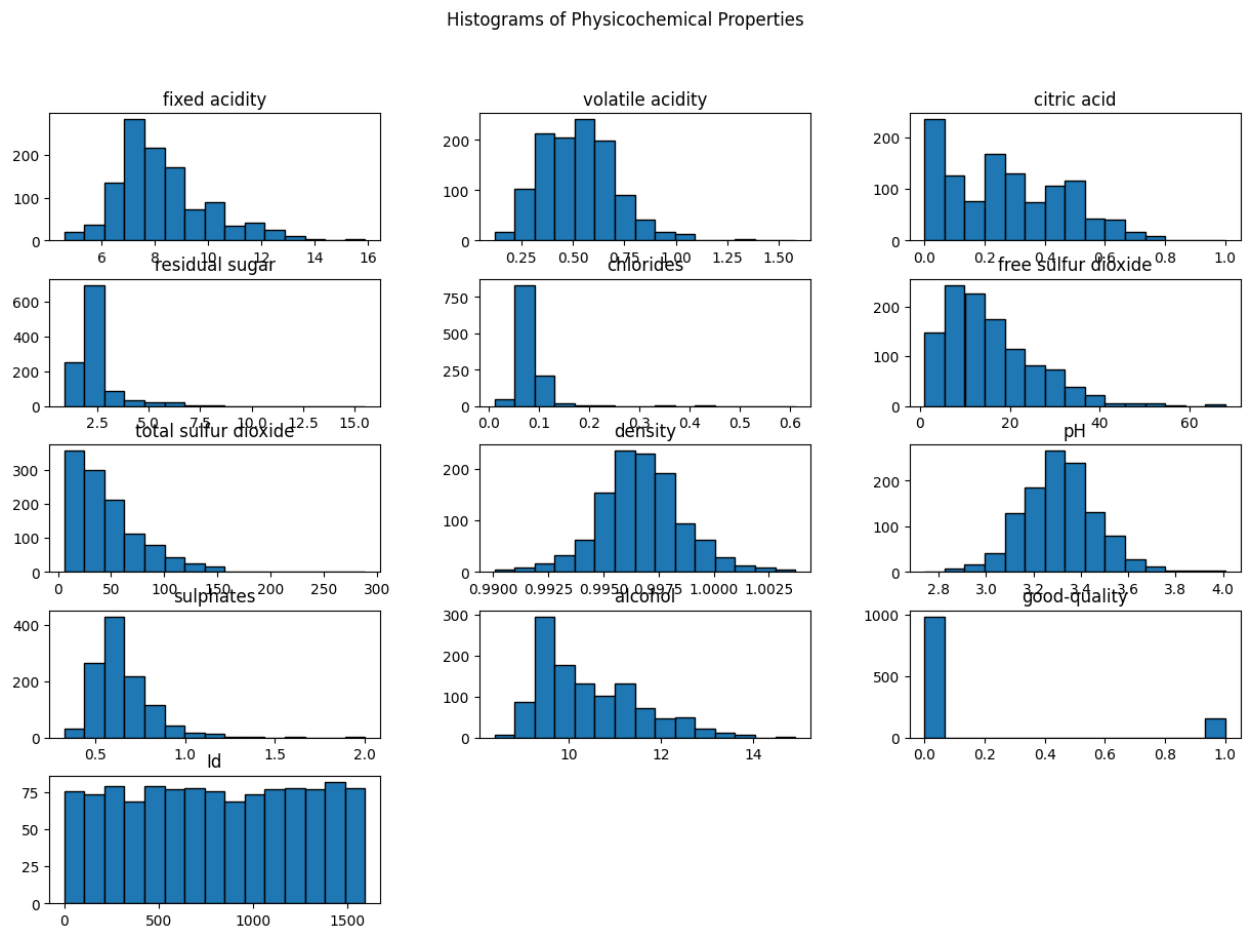 Histograms of Physicochemical Properties
fixed acidity
volatile acidity
citric acid
200
100
0
6 8 10 12 14 16
200
100
0
0.25 0.50 0.75 1.00 1.25 1.50
200
100
0
0.0 0.2 0.4 0.6 0.8 1.0
residual sugar
chlorides
free sulfur dioxide
600
400
200
0
2.5 5.0 7.5 10.0 12.5 15.0
750
500
250
0
0.0 0.1 0.2 0.3 0.4 0.5 0.6
200
100
0
0 20 40 60
total sulfur dioxide
density
pH
300
200
100
0
0 50 100 150 200 250 300
200
100
0
0.9900 0.9925 0.9950 0.9975 1.0000 1.0025
200
100
0
2.8 3.0 3.2 3.4 3.6 3.8 4.0
sulphates
alcohol
good-quality
400
200
0
0.5 1.0 1.5 2.0
300
200
100
0
10 12 14
1000
500
0
0.0 0.2 0.4 0.6 0.8 1.0
Id
75
50
25
0
0 500 1000 1500